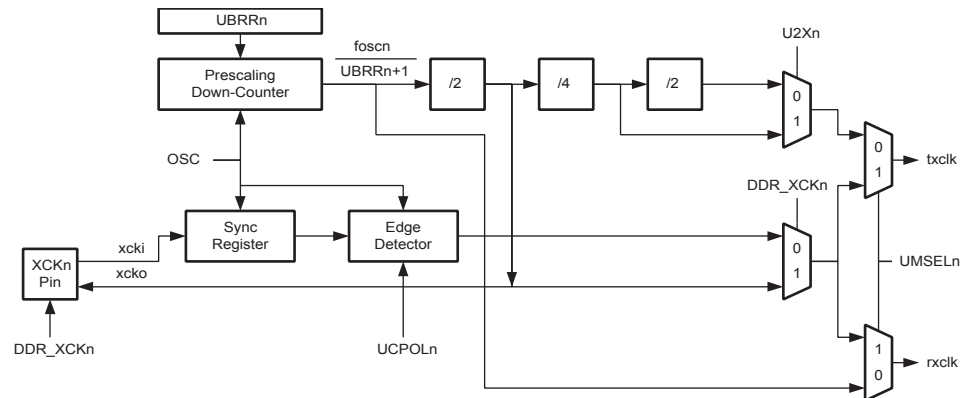 UBRRn
foscn
UBRRn+1
U2Xn
Prescaling
Down-Counter
/2
/4
/2
0
1
OSC
0
1
txclk
DDR_XCKn
Sync
Register
Edge
Detector
xcki
XCKn
Pin
xcko
0
1
UMSELn
DDR_XCKn
UCPOLn
1
0
rxclk